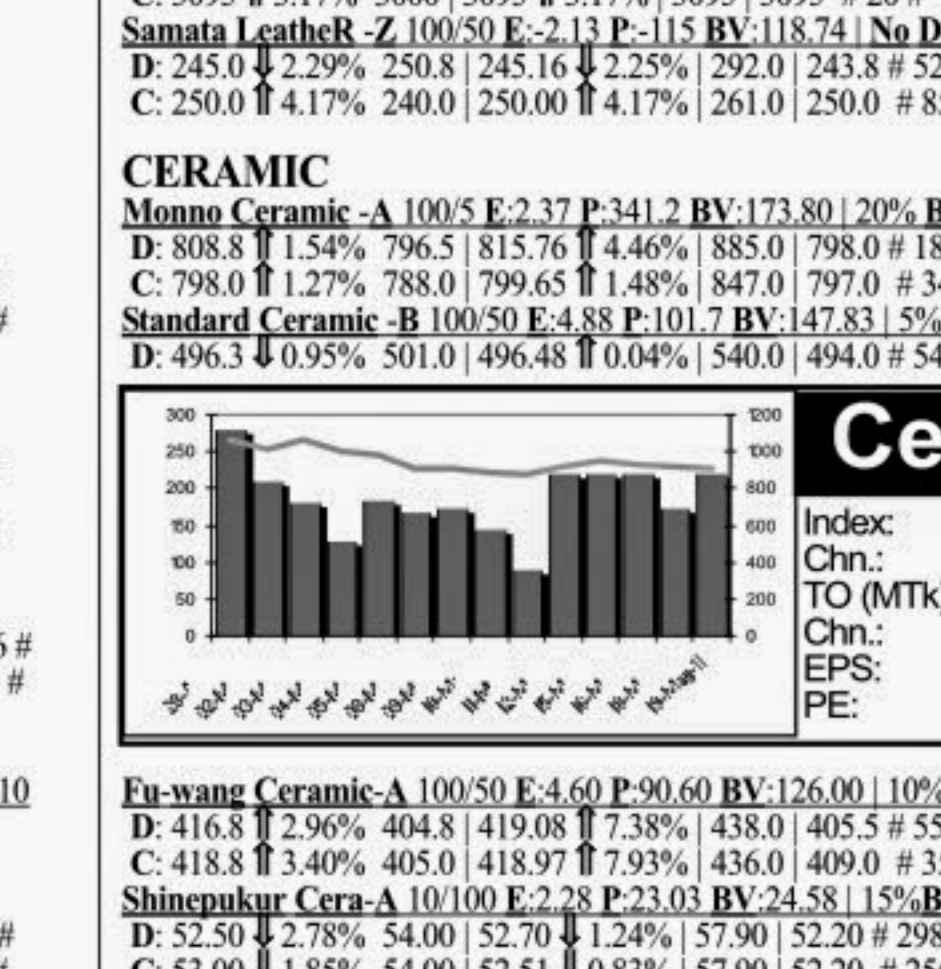 Samata LeatheR -Z 100/50 E:-2.13 P:-115 BV:118.74 | No D
D: 245.0 ⇓ 2.29% 250.8 | 245.16 ⇓ 2.25% | 292.0 | 243.8 # 52
C: 250.0 ⇑ 4.17% 240.0 | 250.00 ⇑ 4.17% | 261.0 | 250.0 # 8
CERAMIC
Monno Ceramic -A 100/5 E:2.37 P:341.2 BV:173.80 | 20% B
D: 808.8 ⇑ 1.54% 796.5 | 815.76 ⇑ 4.46% | 885.0 | 798.0 # 18
C: 798.0 ⇑ 1.27% 788.0 | 799.65 ⇑ 1.48% | 847.0 | 797.0 # 34
#
Standard Ceramic -B 100/50 E:4.88 P:101.7 BV:147.83 | 5%
D: 496.3 ⇓ 0.95% 501.0 | 496.48 ⇑ 0.04% | 540.0 | 494.0 # 54
300 1200
250 1000
200 800
150 600
100 400
50 200
0 0
Ce
Index:
Chn.:
TO (MTk
Chn.:
EPS:
PE:
6 #
#
10
Fu-wang Ceramic-A 100/50 E:4.60 P:90.60 BV:126.00 | 10%
D: 416.8 ⇑ 2.96% 404.8 | 419.08 ⇑ 7.38% | 438.0 | 405.5 # 55
C: 418.8 ⇑ 3.40% 405.0 | 418.97 ⇑ 7.93% | 436.0 | 409.0 # 3
Shinepukur Cera-A 10/100 E:2.28 P:23.03 BV:24.58 | 15%B
#
D: 52.50 ⇓ 2.78% 54.00 | 52.70 ⇓ 1.24% | 57.90 | 52.20 # 298